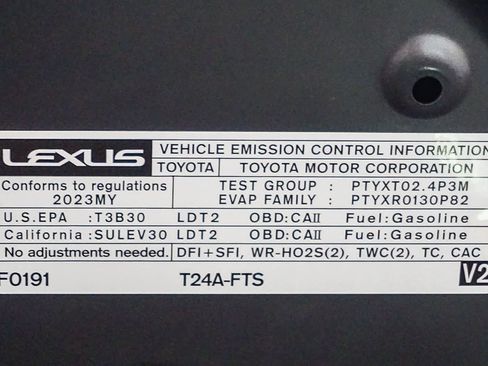 LEXUS VEHICLE EMISSION CONTROL INFORMATION
TOYOTA TOYOTA MOTOR CORPORATION
Conforms to regulations TEST GROUP : PTYXT02.4P3M
2023MY EVAP FAMILY : PTYXR0130P82
U.S.EPA :T3B30 LDT2 OBD:CAII Fuel:Gasoline
California :SULEV30 LDT2 OBD:CAII Fuel:Gasoline
No adjustments needed. DFI+SFI, WR-HO2S(2), TWC(2), TC, CAC
F0191 T24A-FTS V2